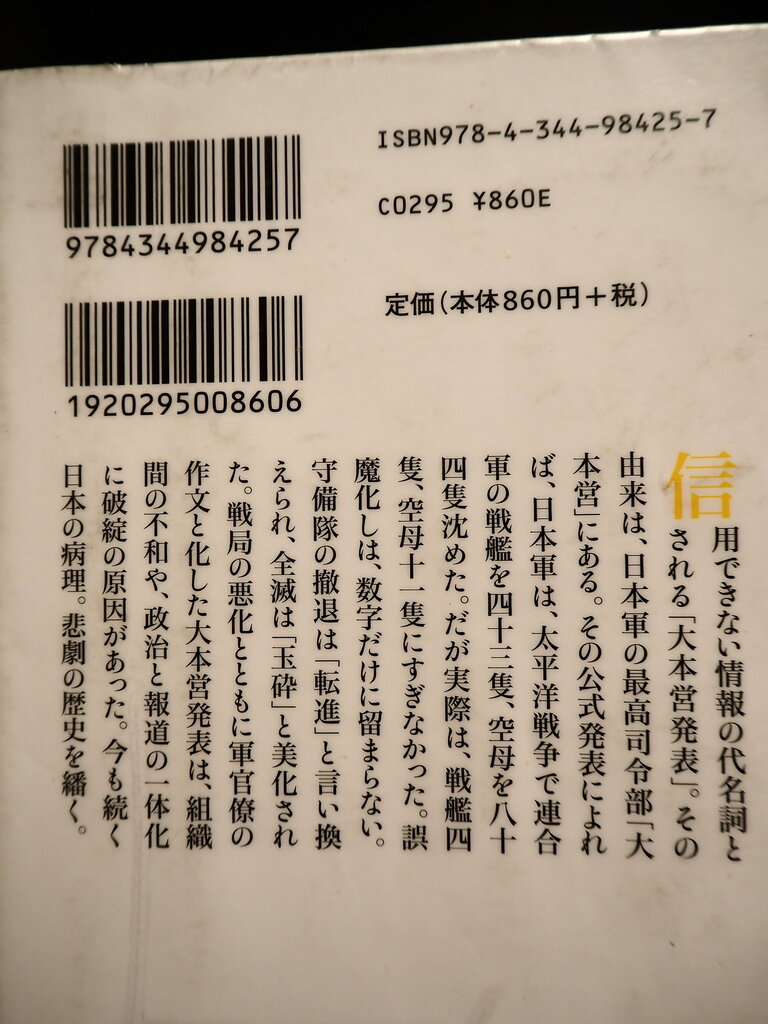 ISBN978-4-344-98425-7
C0295 ¥860E
9784344984257
定価(本体860円+税)
1920295008606
信用できない情報の代名詞と
される「大本営発表」。その
由来は、日本軍の最高司令部「大
本営」にある。その公式発表によれ
ば、日本軍は、太平洋戦争で連合
軍の戦艦を四十三隻、空母を八十
四隻沈めた。だが実際は、戦艦四
隻、空母十一隻にすぎなかった。誤
魔化しは、数字だけに留まらない。
守備隊の撤退は「転進」と言い換
えられ、全滅は「玉砕」と美化され
た。戦局の悪化とともに軍官僚の
作文と化した大本営発表は、組織
間の不和や、政治と報道の一体化
に破綻の原因があった。今も続く
日本の病理。悲劇の歴史を繙く。